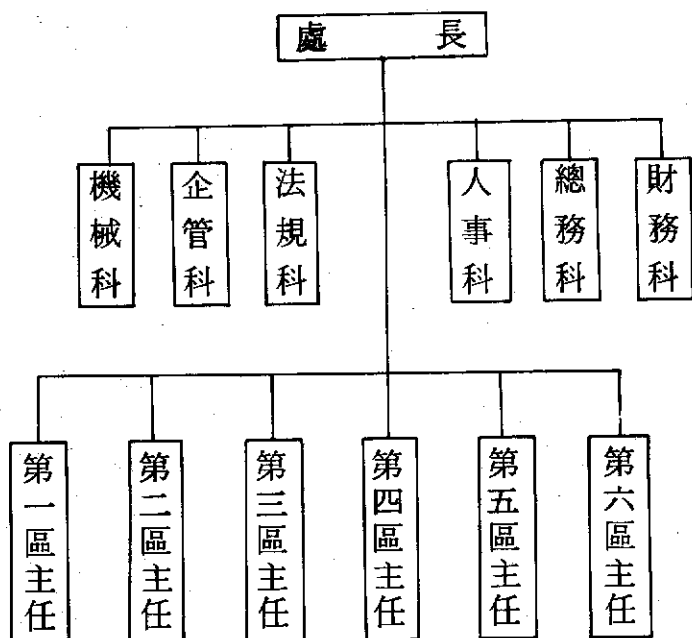 處長
機械科
企管科
法規科
人事科
總務科
財務科
第一區主任
第二區主任
第三區主任
第四區主任
第五區主任
第六區主任